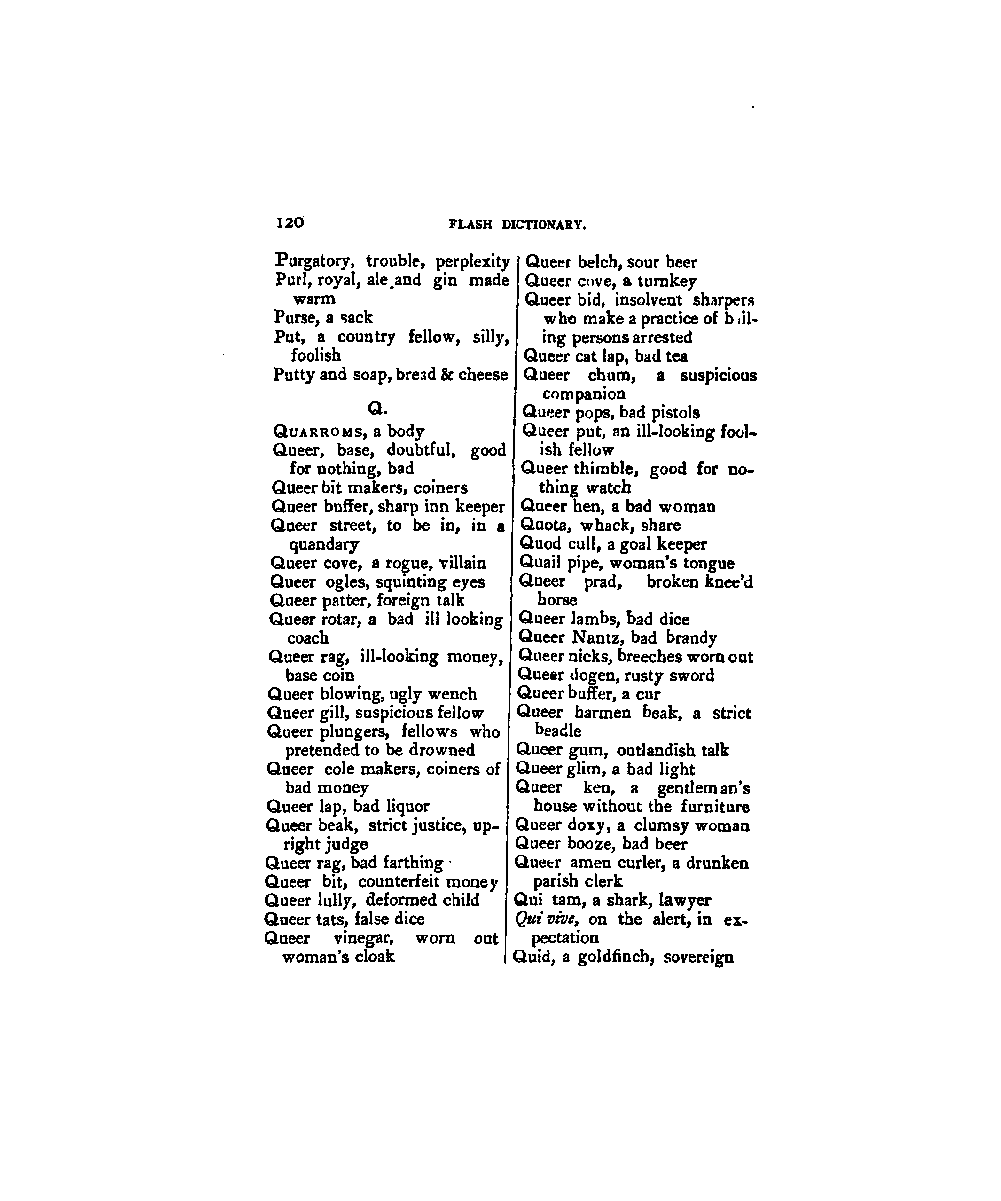 120 FLASH DICTIONARY.
Purgatory, trouble, perplexity
Purl, royal, ale and gin made
warm
Purse, a sack
Put, a country fellow, silly,
foolish
Putty and soap, bread & cheese
Q.
QUARROMS, a body
Queer, base, doubtful, good
for nothing, bad
Queer bit makers, coiners
Queer buffer, sharp inn keeper
Queer street, to be in, in a
quandary
Queer cove, a rogue, villain
Queer ogles, squinting eyes
Queer patter, foreign talk
Queer rotar, a bad ill looking
coach
Queer rag, ill-looking money,
base coin
Queer blowing, ugly wench
Queer gill, suspicious fellow
Queer plungers, fellows who
pretended to be drowned
Queer cole makers, coiners of
bad money
Queer lap, bad liquor
Queer beak, strict justice, up-
right judge
Queer rag, bad farthing
Queer bit, counterfeit money
Queer lully, deformed child
Queer tats, false dice
Queer vinegar, worn out
woman's cloak
Queer belch, sour beer
Queer cove, a turnkey
Queer bid, insolvent sharpers
who make a practice of bail-
ing persons arrested
Queer cat lap, bad tea
Queer chum, a suspicious
companion
Queer pops, bad pistols
Queer put, an ill-looking fool-
ish fellow
Queer thimble, good for no-
thing watch
Queer hen, a bad woman
Quota, whack, share
Quod cull, a goal keeper
Quail pipe, woman's tongue
Queer prad, broken knee'd
horse
Queer lambs, bad dice
Queer Nantz, bad brandy
Queer nicks, breeches worn out
Queer dogen, rusty sword
Queer buffer, a cur
Queer harmen beak, a strict
beadle
Queer gum, outlandish talk
Queer glim, a bad light
Queer ken, a gentleman's
house without the furniture
Queer doxy, a clumsy woman
Queer booze, bad beer
Queer amen curler, a drunken
parish clerk
Qui tam, a shark, lawyer
Qui vive, on the alert, in ex-
pectation
Quid, a goldfinch, sovereign